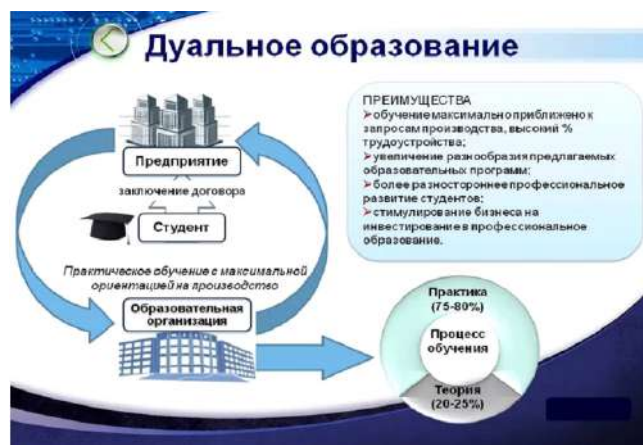 Дуальное образование
Предприятие
заключение договора
Студент
Практическое обучение с максимальной
ориентацией на производство
Образовательная
организация
ПРЕИМУЩЕСТВА
➢обучение максимально приближено к
запросам производства, высокий %
трудоустройства;
➢увеличение разнообразия предлагаемых
образовательных программ;
➢более разностороннее профессиональное
развитие студентов;
➢стимулирование бизнеса на
инвестирование в профессиональное
образование.
Практика
(75-80%)
Процесс
обучения
Теория
(20-25%)